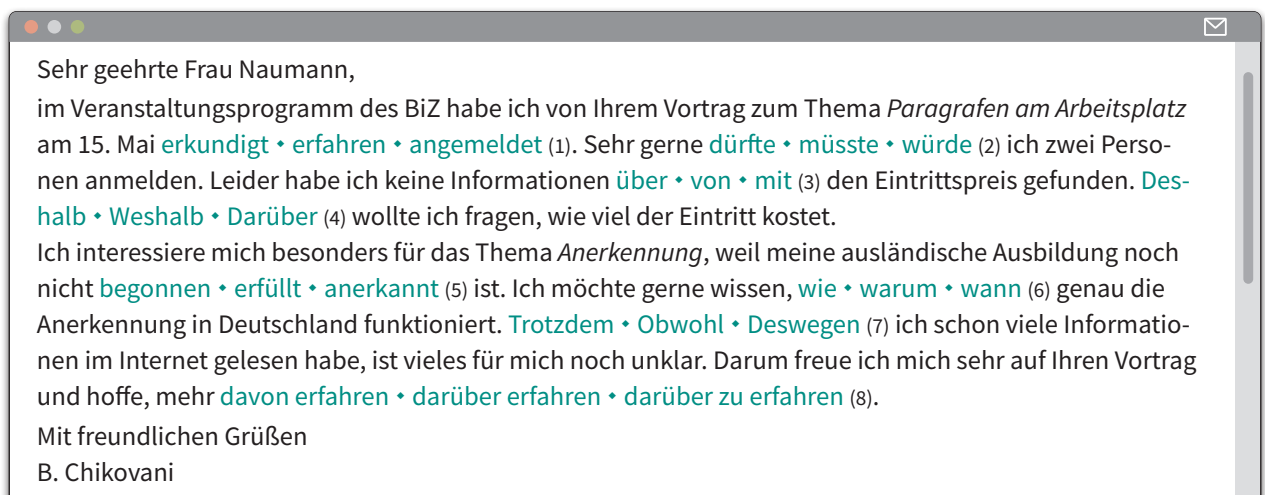 Sehr geehrte Frau Naumann,
im Veranstaltungsprogramm des BiZ habe ich von Ihrem Vortrag zum Thema Paragrafen am Arbeitsplatz
am 15. Mai erkundigt • erfahren • angemeldet (1). Sehr gerne dürfte • müsste • würde (2) ich zwei Perso-
nen anmelden. Leider habe ich keine Informationen über • von • mit (3) den Eintrittspreis gefunden. Des-
halb • Weshalb • Darüber (4) wollte ich fragen, wie viel der Eintritt kostet.
Ich interessiere mich besonders für das Thema Anerkennung, weil meine ausländische Ausbildung noch
nicht begonnen • erfüllt • anerkannt (5) ist. Ich möchte gerne wissen, wie • warum • wann (6) genau die
Anerkennung in Deutschland funktioniert. Trotzdem • Obwohl • Deswegen (7) ich schon viele Informatio-
nen im Internet gelesen habe, ist vieles für mich noch unklar. Darum freue ich mich sehr auf Ihren Vortrag
und hoffe, mehr davon erfahren • darüber erfahren • darüber zu erfahren (8).
Mit freundlichen Grüßen
B. Chikovani